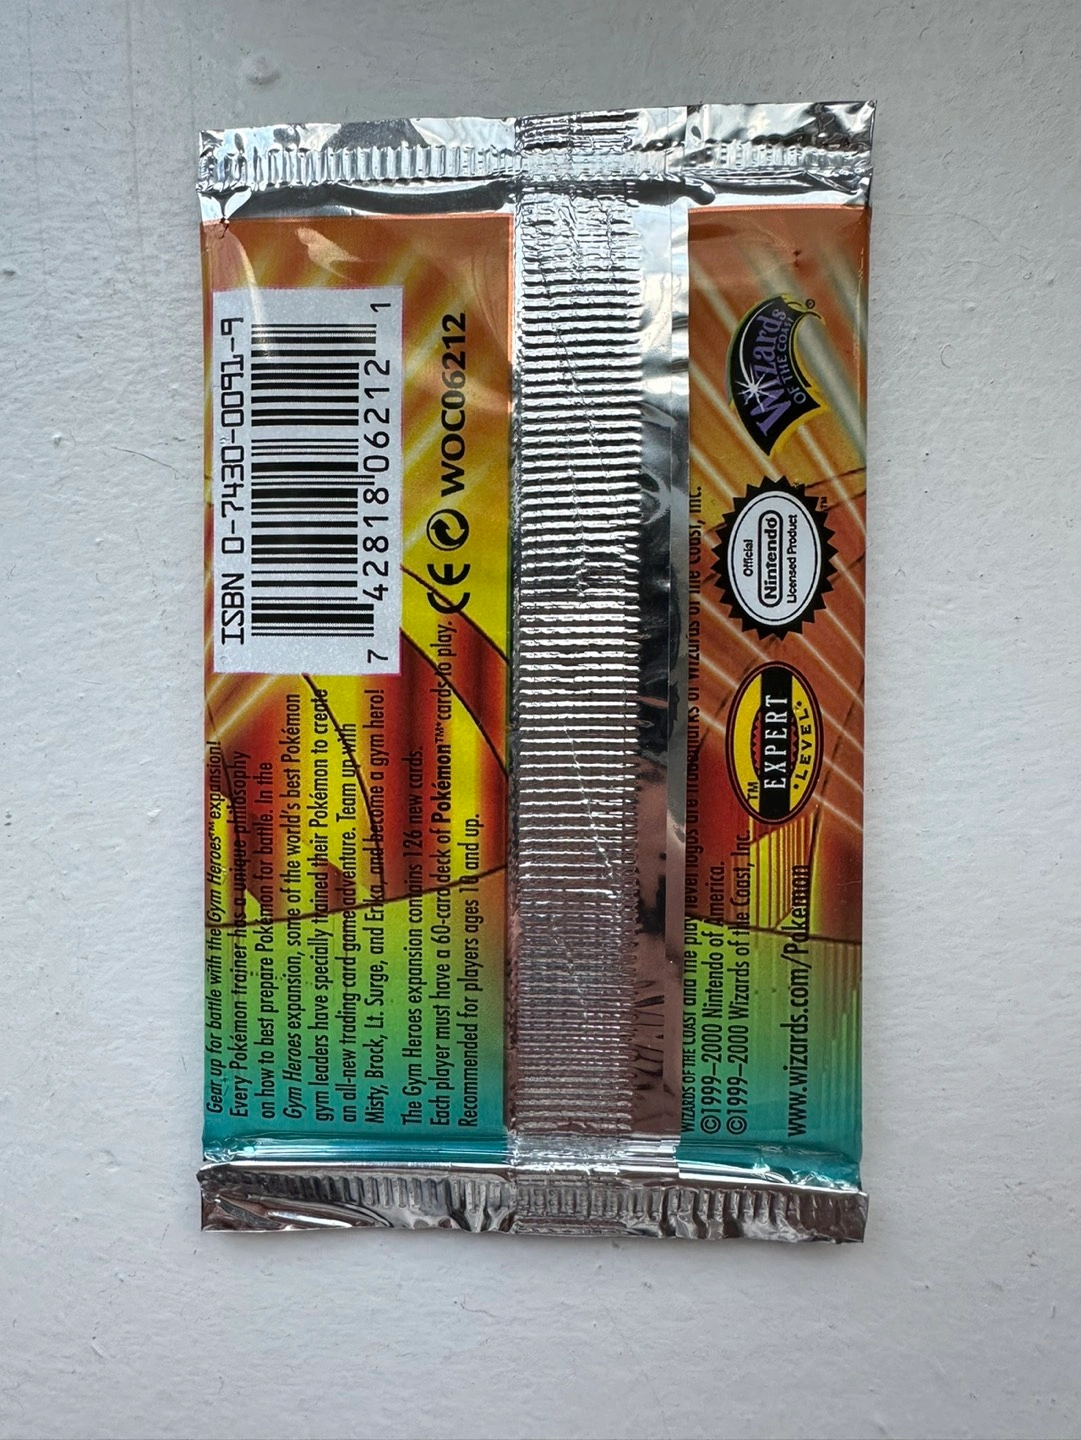 Gear up for battle with the Gym Heroes™ expansion!
Every Pokémon trainer has a unique philosophy
on how to best prepare Pokémon for battle. In the
Gym Heroes expansion, some of the world's best Pokémon
gym leaders have specially trained their Pokémon to create
an all-new trading card game adventure. Team up with
Misty, Brock, Lt. Surge, and Erika, and become a gym hero!
The Gym Heroes expansion contains 126 new cards.
Each player must have a 60-card deck of Pokémon™ cards to play.
Recommended for players ages 10 and up.
ISBN 0-7430-0091-9
7 42818 06212 1
CE WOC06212
WIZARDS OF THE COAST and the play level logos are trademarks of Wizards of the Coast, Inc.
©1999–2000 Nintendo of America.
©1999–2000 Wizards of the Coast, Inc.
www.wizards.com/Pokemon
TM
EXPERT
LEVEL
Official
Nintendo
Licensed Product
TM
Wizards
OF THE COAST
®